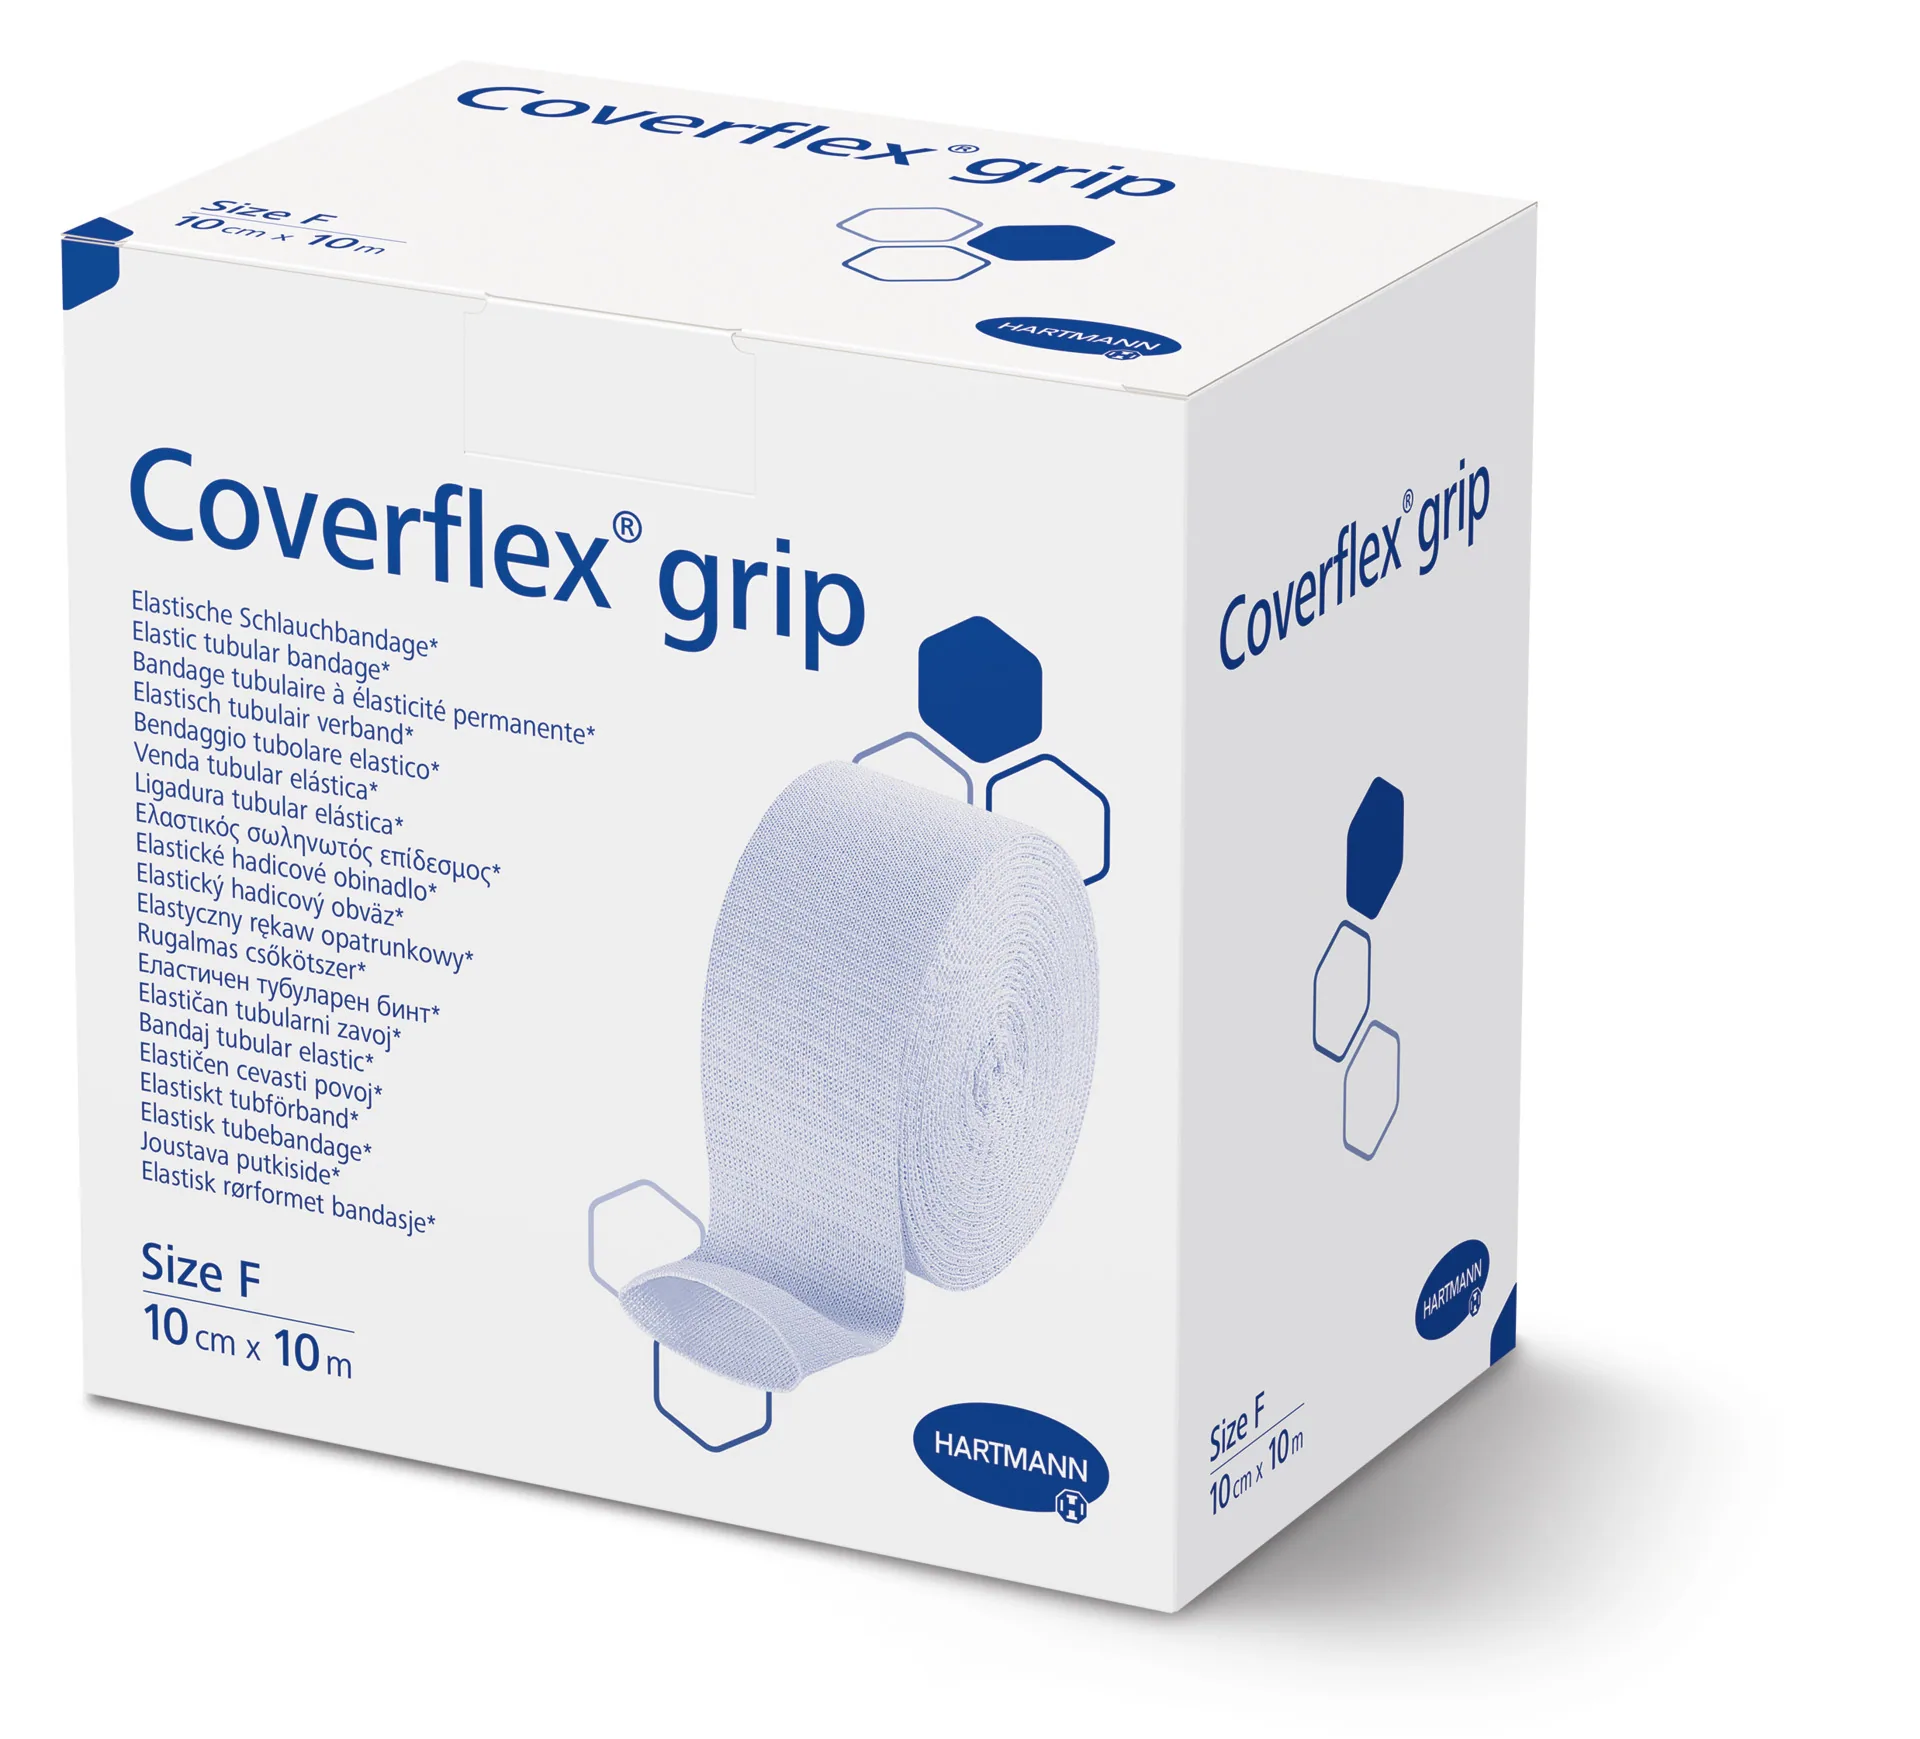 Coverflex® grip
Size F
10 cm x 10 m
HARTMANN
Coverflex® grip
Elastische Schlauchbandage*
Elastic tubular bandage*
Bandage tubulaire à élasticité permanente*
Elastisch tubulair verband*
Bendaggio tubolare elastico*
Venda tubular elástica*
Ligadura tubular elástica*
Ελαστικός σωληνωτός επίδεσμος*
Elastické hadicové obinadlo*
Elastický hadicový obväz*
Elastyczny rękaw opatrunkowy*
Rugalmas csőkötszer*
Еластичен тубуларен бинт*
Elastičan tubularni zavoj*
Bandaj tubular elastic*
Elastičen cevasti povoj*
Elastiskt tubförband*
Elastisk tubebandage*
Joustava putkiside*
Elastisk rørformet bandasje*
Size F
10 cm x 10 m
HARTMANN
Coverflex® grip
HARTMANN
Size F
10 cm x 10 m